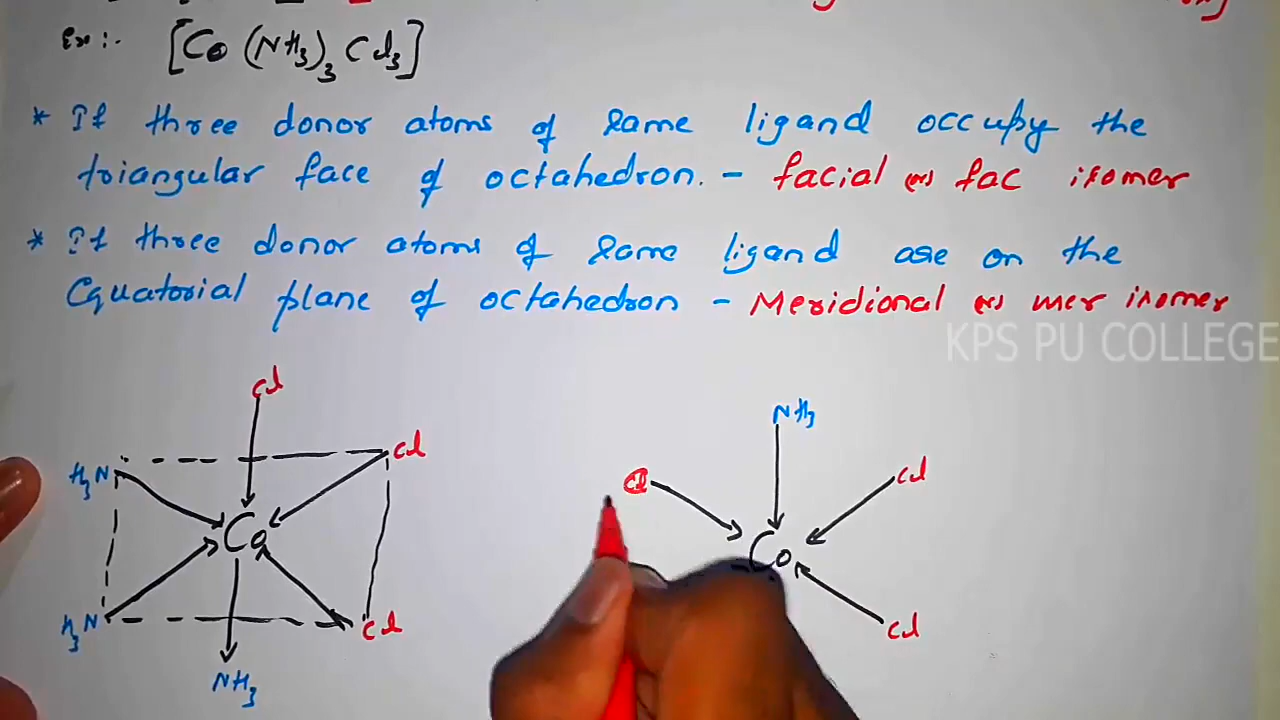 Ex :- [Co (NH3)3 Cl3]
* If three donor atoms of same ligand occupy the
triangular face of octahedron. - facial or fac isomer
* If three donor atoms of same ligand are on the
Equatorial plane of octahedron - Meridional or mer isomer
KPS PU COLLEGE
Cl
NH3
H3N
Cl
Cl
Cl
Co
Co
H3N
Cl
Cl
NH3